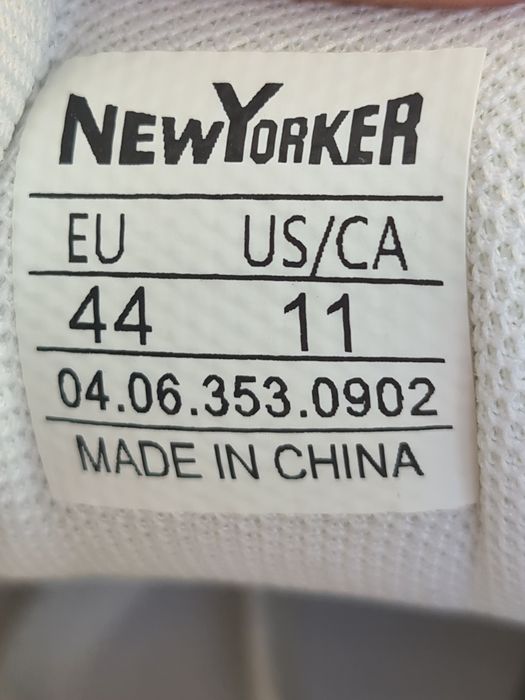 NEWYORKER
EU US/CA
44 11
04.06.353.0902
MADE IN CHINA